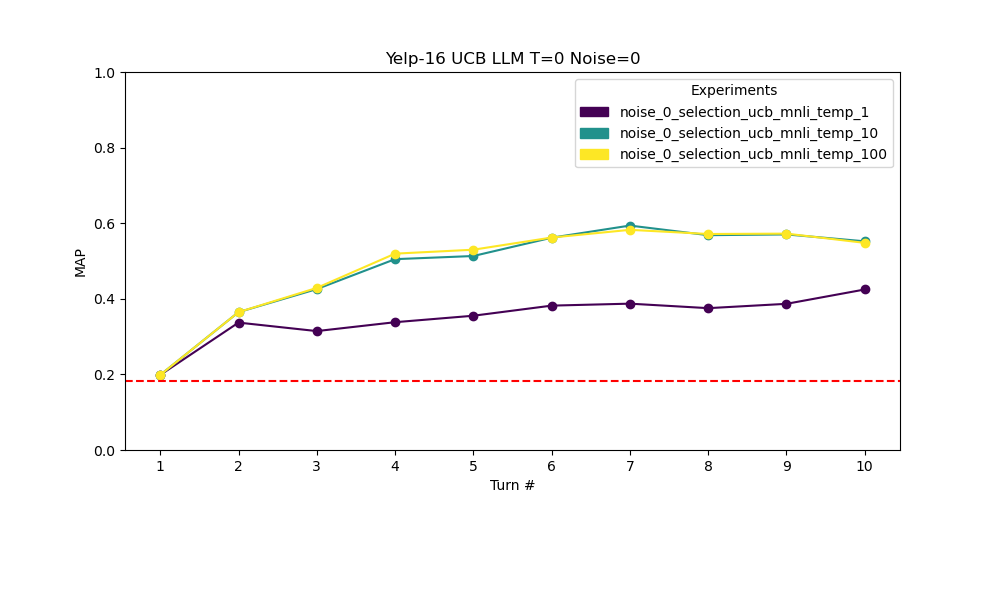 Yelp-16 UCB LLM T=0 Noise=0
1.0
0.8
0.6
0.4
0.2
0.0
MAP
Experiments
noise_0_selection_ucb_mnli_temp_1
noise_0_selection_ucb_mnli_temp_10
noise_0_selection_ucb_mnli_temp_100
1 2 3 4 5 6 7 8 9 10
Turn #